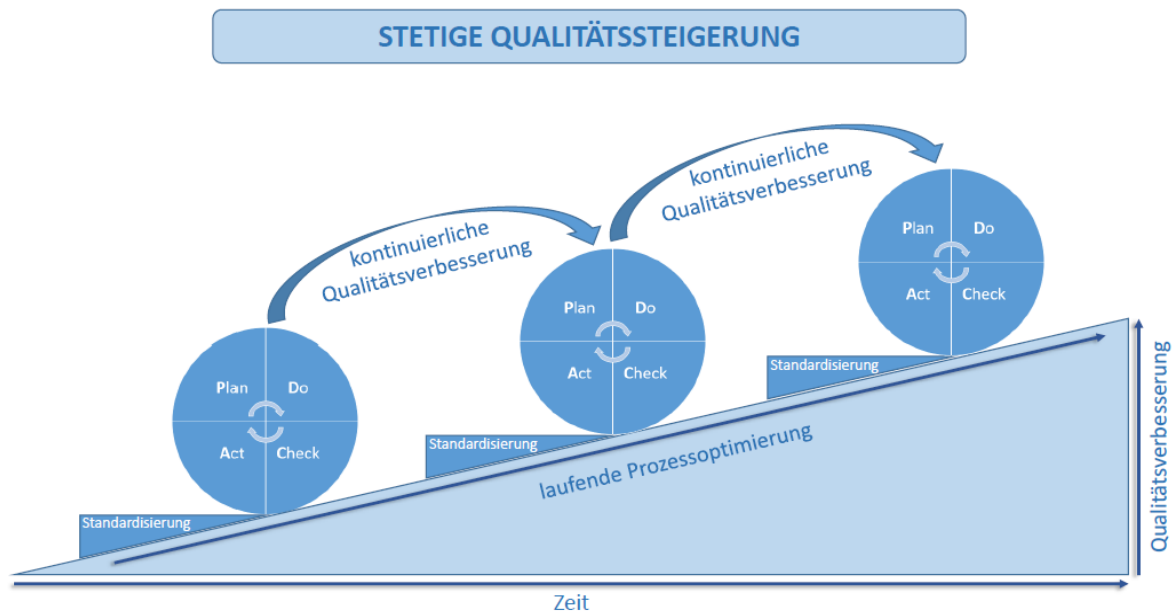 STETIGE QUALITÄTSSTEIGERUNG
kontinuierliche
Qualitätsverbesserung
kontinuierliche
Qualitätsverbesserung
Plan Do
Act Check
Standardisierung
Plan Do
Act Check
Standardisierung
Plan Do
Act Check
Standardisierung
laufende Prozessoptimierung
Qualitätsverbesserung
Zeit